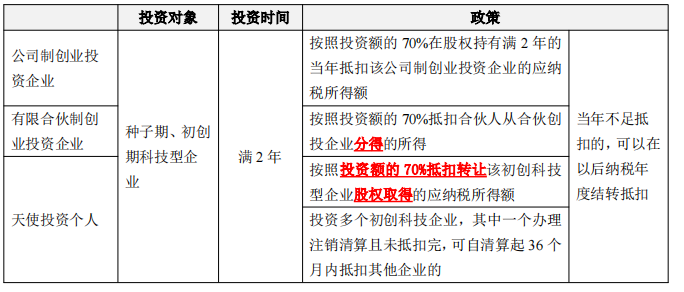 投资对象
投资时间
政策
公司制创业投
资企业
种子期、初创
期科技型企
业
满 2 年
按照投资额的 70%在股权持有满 2 年的
当年抵扣该公司制创业投资企业的应纳
税所得额
当年不足抵
扣的，可以在
以后纳税年
度结转抵扣
有限合伙制创
业投资企业
按照投资额的 70%抵扣合伙人从合伙创
投企业分得的所得
天使投资个人
按照投资额的 70%抵扣转让该初创科技
型企业股权取得的应纳税所得额
投资多个初创科技企业，其中一个办理
注销清算且未抵扣完，可自清算起 36 个
月内抵扣其他企业的